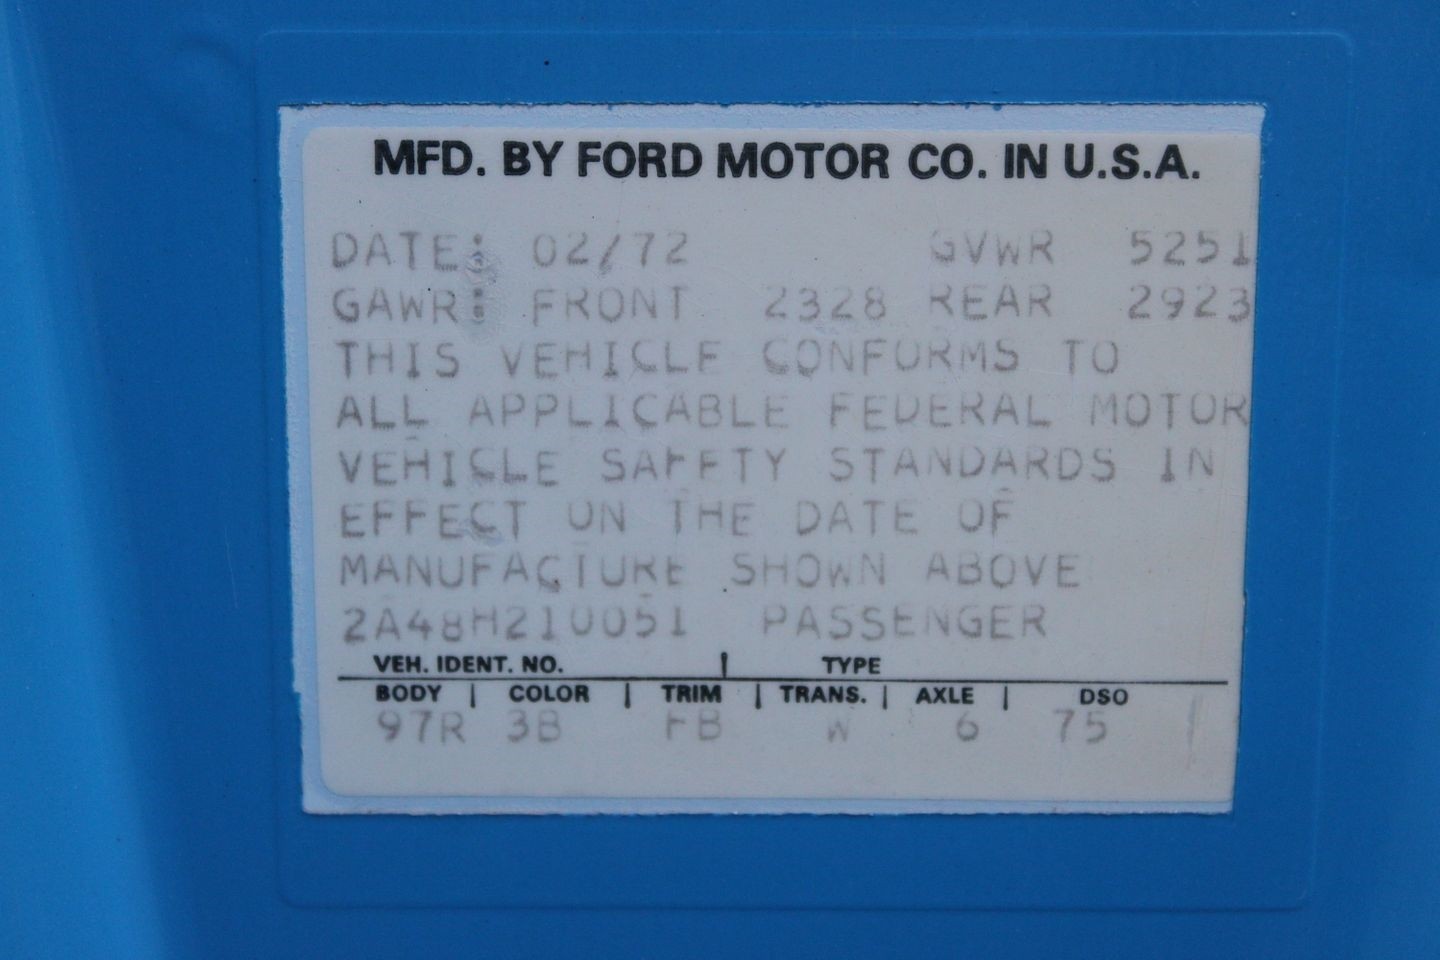 MFD. BY FORD MOTOR CO. IN U.S.A.
DATE: 02/72 GVWR 5251
GAWR: FRONT 2328 REAR 2923
THIS VEHICLE CONFORMS TO
ALL APPLICABLE FEDERAL MOTOR
VEHICLE SAFETY STANDARDS IN
EFFECT ON THE DATE OF
MANUFACTURE SHOWN ABOVE
2A48H210051 PASSENGER
VEH. IDENT. NO. | TYPE
BODY | COLOR | TRIM | TRANS. | AXLE | DSO
97R 3B FB W 6 75